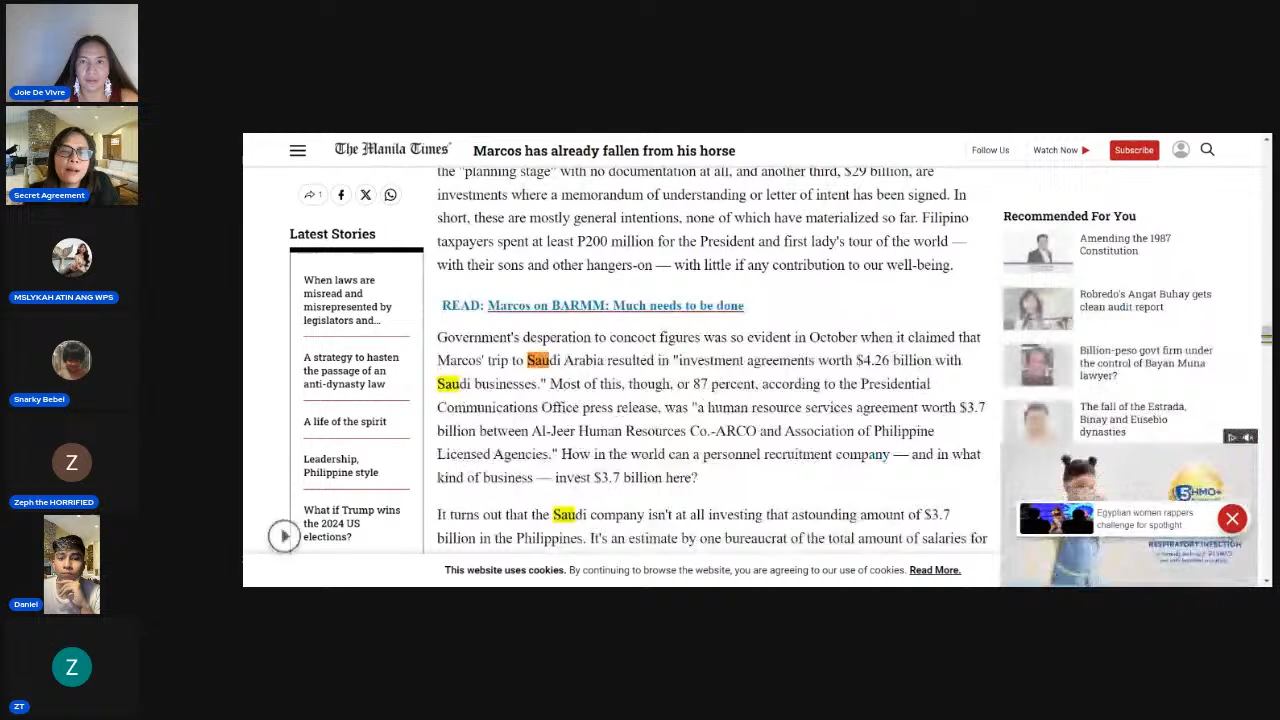 Joie De Vivre
Secret Agreement
MSLYKAH ATIN ANG WPS
Snarky Bebel
Z
Zeph the HORRIFIED
Daniel
Z
ZT
The Manila Times
Marcos has already fallen from his horse
Follow Us
Watch Now
Subscribe
1
Latest Stories
When laws are
misread and
misrepresented by
legislators and...
A strategy to hasten
the passage of an
anti-dynasty law
A life of the spirit
Leadership,
Philippine style
What if Trump wins
the 2024 US
elections?
the "planning stage" with no documentation at all, and another third, $29 billion, are
investments where a memorandum of understanding or letter of intent has been signed. In
short, these are mostly general intentions, none of which have materialized so far. Filipino
taxpayers spent at least P200 million for the President and first lady's tour of the world —
with their sons and other hangers-on — with little if any contribution to our well-being.
READ: Marcos on BARMM: Much needs to be done
Government's desperation to concoct figures was so evident in October when it claimed that
Marcos' trip to Saudi Arabia resulted in "investment agreements worth $4.26 billion with
Saudi businesses." Most of this, though, or 87 percent, according to the Presidential
Communications Office press release, was "a human resource services agreement worth $3.7
billion between Al-Jeer Human Resources Co.-ARCO and Association of Philippine
Licensed Agencies." How in the world can a personnel recruitment company — and in what
kind of business — invest $3.7 billion here?
It turns out that the Saudi company isn't at all investing that astounding amount of $3.7
billion in the Philippines. It's an estimate by one bureaucrat of the total amount of salaries for
Recommended For You
Amending the 1987
Constitution
Robredo's Angat Buhay gets
clean audit report
Billion-peso govt firm under
the control of Bayan Muna
lawyer?
The fall of the Estrada,
Binay and Eusebio
dynasties
HMO+
Egyptian women rappers
challenge for spotlight
RESPIRATORY INFECTION
This website uses cookies. By continuing to browse the website, you are agreeing to our use of cookies. Read More.